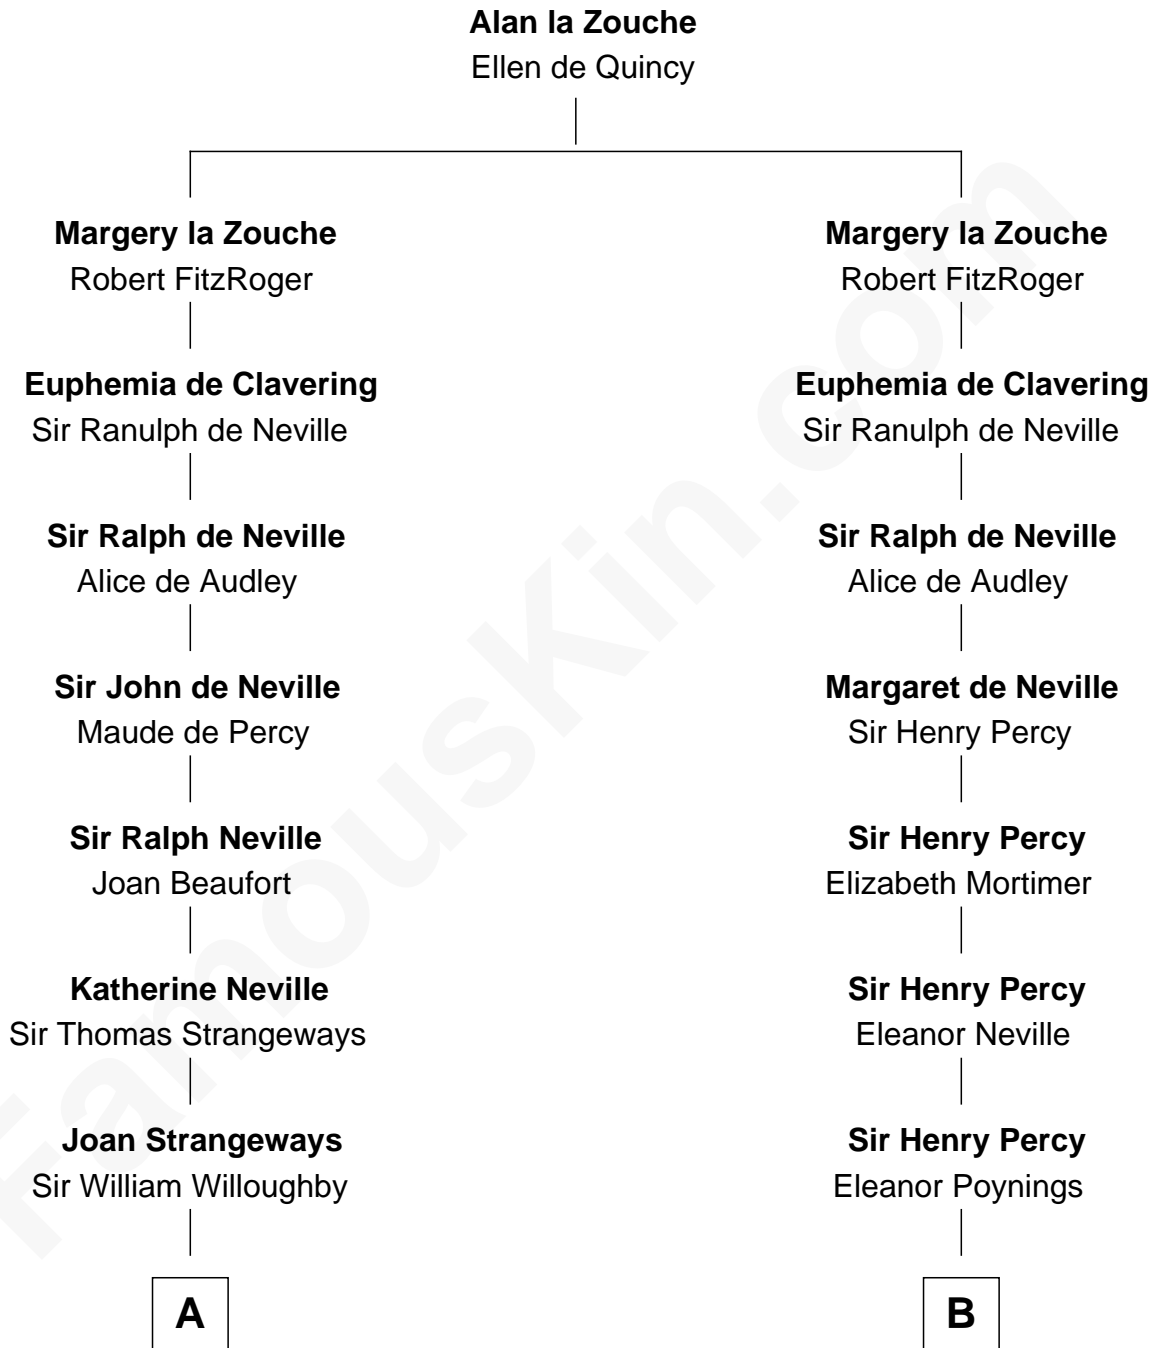 Alan la Zouche
Ellen de Quincy
Margery la Zouche
Robert FitzRoger
Euphemia de Clavering
Sir Ranulph de Neville
Sir Ralph de Neville
Alice de Audley
Sir John de Neville
Maude de Percy
Sir Ralph Neville
Joan Beaufort
Katherine Neville
Sir Thomas Strangeways
Joan Strangeways
Sir William Willoughby
A
Margery la Zouche
Robert FitzRoger
Euphemia de Clavering
Sir Ranulph de Neville
Sir Ralph de Neville
Alice de Audley
Margaret de Neville
Sir Henry Percy
Sir Henry Percy
Elizabeth Mortimer
Sir Henry Percy
Eleanor Neville
Sir Henry Percy
Eleanor Poynings
B
FamousKin.com